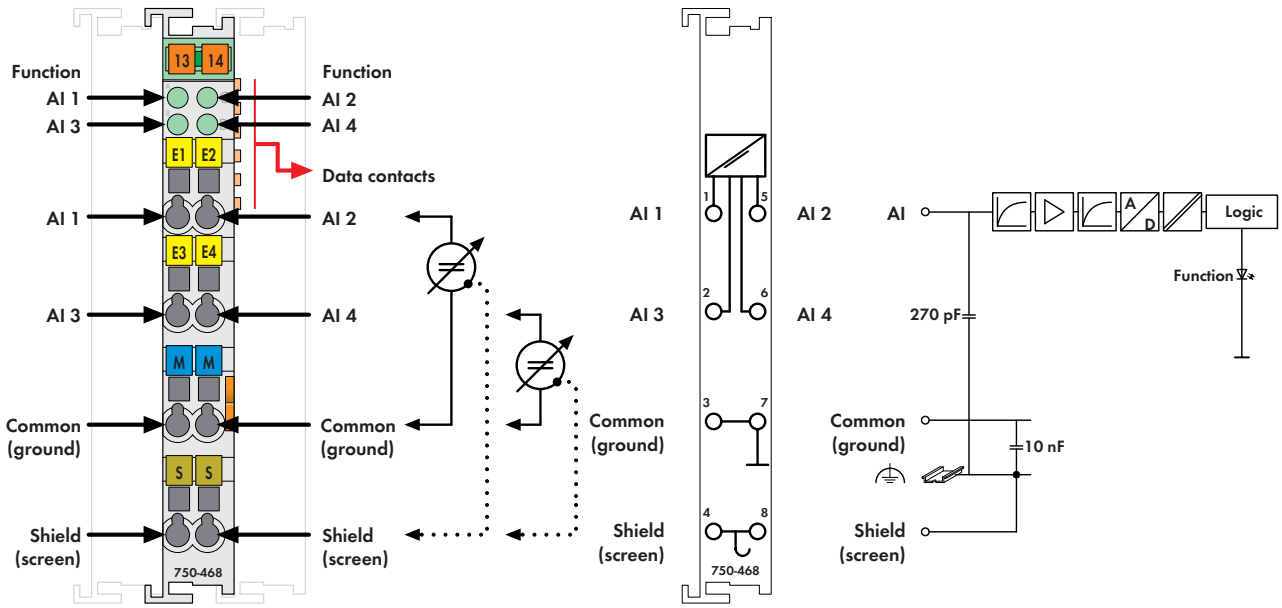 13 14
Function
AI 1
AI 3
Function
AI 2
AI 4
E1 E2
Data contacts
AI 1
AI 2
E3 E4
AI 3
AI 4
M M
Common
(ground)
Common
(ground)
S S
Shield
(screen)
Shield
(screen)
750-468
1 5
AI 1
AI 2
2 6
AI 3
AI 4
3 7
Common
(ground)
4 8
Shield
(screen)
750-468
AI
A
D
Logic
Function
270 pF
Common
(ground)
10 nF
Shield
(screen)